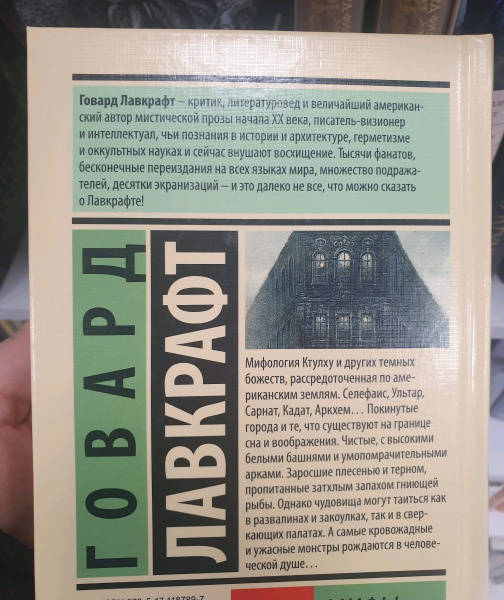 Говард Лавкрафт – критик, литературовед и величайший американ-
ский автор мистической прозы начала XX века, писатель-визионер
и интеллектуал, чьи познания в истории и архитектуре, герметизме
и оккультных науках и сейчас внушают восхищение. Тысячи фанатов,
бесконечные переиздания на всех языках мира, множество подража-
телей, десятки экранизаций – и это далеко не все, что можно сказать
о Лавкрафте!
ГОВАРД
ЛАВКРАФТ
Мифология Ктулху и других темных
божеств, рассредоточенная по аме-
риканским землям. Селефаис, Ультар,
Сарнат, Кадат, Аркхем... Покинутые
города и те, что существуют на границе
сна и воображения. Чистые, с высокими
белыми башнями и умопомрачительными
арками. Заросшие плесенью и терном,
пропитанные затхлым запахом гниющей
рыбы. Однако чудовища могут таиться как
в развалинах и закоулках, так и в свер-
кающих палатах. А самые кровожадные
и ужасные монстры рождаются в челове-
ческой душе...
5-17-118789-7